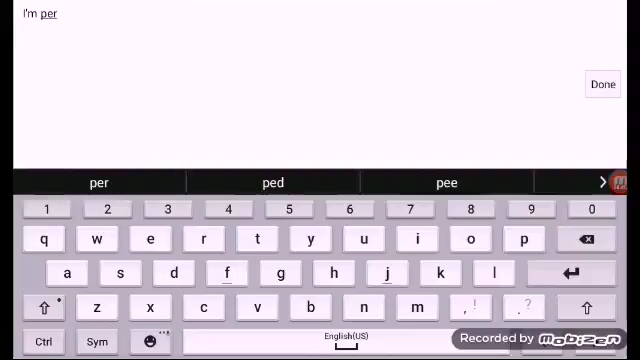 I'm per
Done
per ped pee >
1 2 3 4 5 6 7 8 9 0
q w e r t y u i o p
a s d f g h j k l
z x c v b n m ,! .?
Ctrl Sym English(US)
Recorded by Mobizen